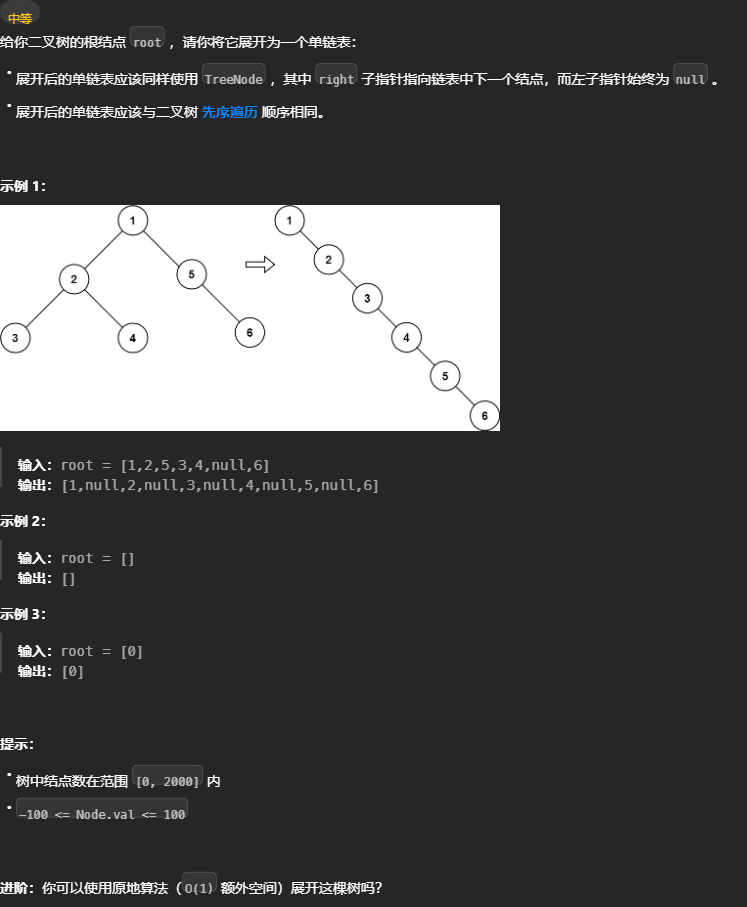 中等
给你二叉树的根结点 root ，请你将它展开为一个单链表：
• 展开后的单链表应该同样使用 TreeNode ，其中 right 子指针指向链表中下一个结点，而左子指针始终为 null 。
• 展开后的单链表应该与二叉树 先序遍历 顺序相同。
示例 1：
1
2
5
3
4
6
1
2
3
4
5
6
输入：root = [1,2,5,3,4,null,6]
输出：[1,null,2,null,3,null,4,null,5,null,6]
示例 2：
输入：root = []
输出：[]
示例 3：
输入：root = [0]
输出：[0]
提示：
• 树中结点数在范围 [0, 2000] 内
• -100 <= Node.val <= 100
进阶：你可以使用原地算法（O(1) 额外空间）展开这棵树吗？